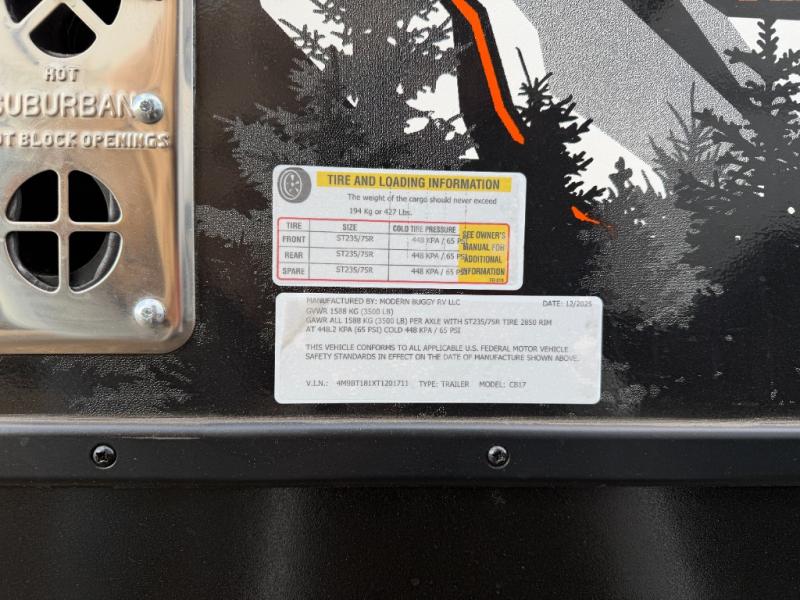 HOT
SUBURBAN
OT BLOCK OPENINGS
TIRE AND LOADING INFORMATION
The weight of the cargo should never exceed
194 Kg or 427 Lbs.
TIRE SIZE COLD TIRE PRESSURE SEE OWNER'S
FRONT ST235/75R 448 KPA / 65 PSI MANUAL FOR
REAR ST235/75R 448 KPA / 65 PSI ADDITIONAL
SPARE ST235/75R 448 KPA / 65 PSI INFORMATION
MANUFACTURED BY: MODERN BUGGY RV LLC DATE: 12/2025
GVWR 1588 KG (3500 LB)
GAWR ALL 1588 KG (3500 LB) PER AXLE WITH ST235/75R TIRE 2850 RIM
AT 448.2 KPA (65 PSI) COLD 448 KPA / 65 PSI
THIS VEHICLE CONFORMS TO ALL APPLICABLE U.S. FEDERAL MOTOR VEHICLE
SAFETY STANDARDS IN EFFECT ON THE DATE OF MANUFACTURE SHOWN ABOVE.
V.I.N.: 4M9BT181XT1201711 TYPE: TRAILER MODEL: CB17